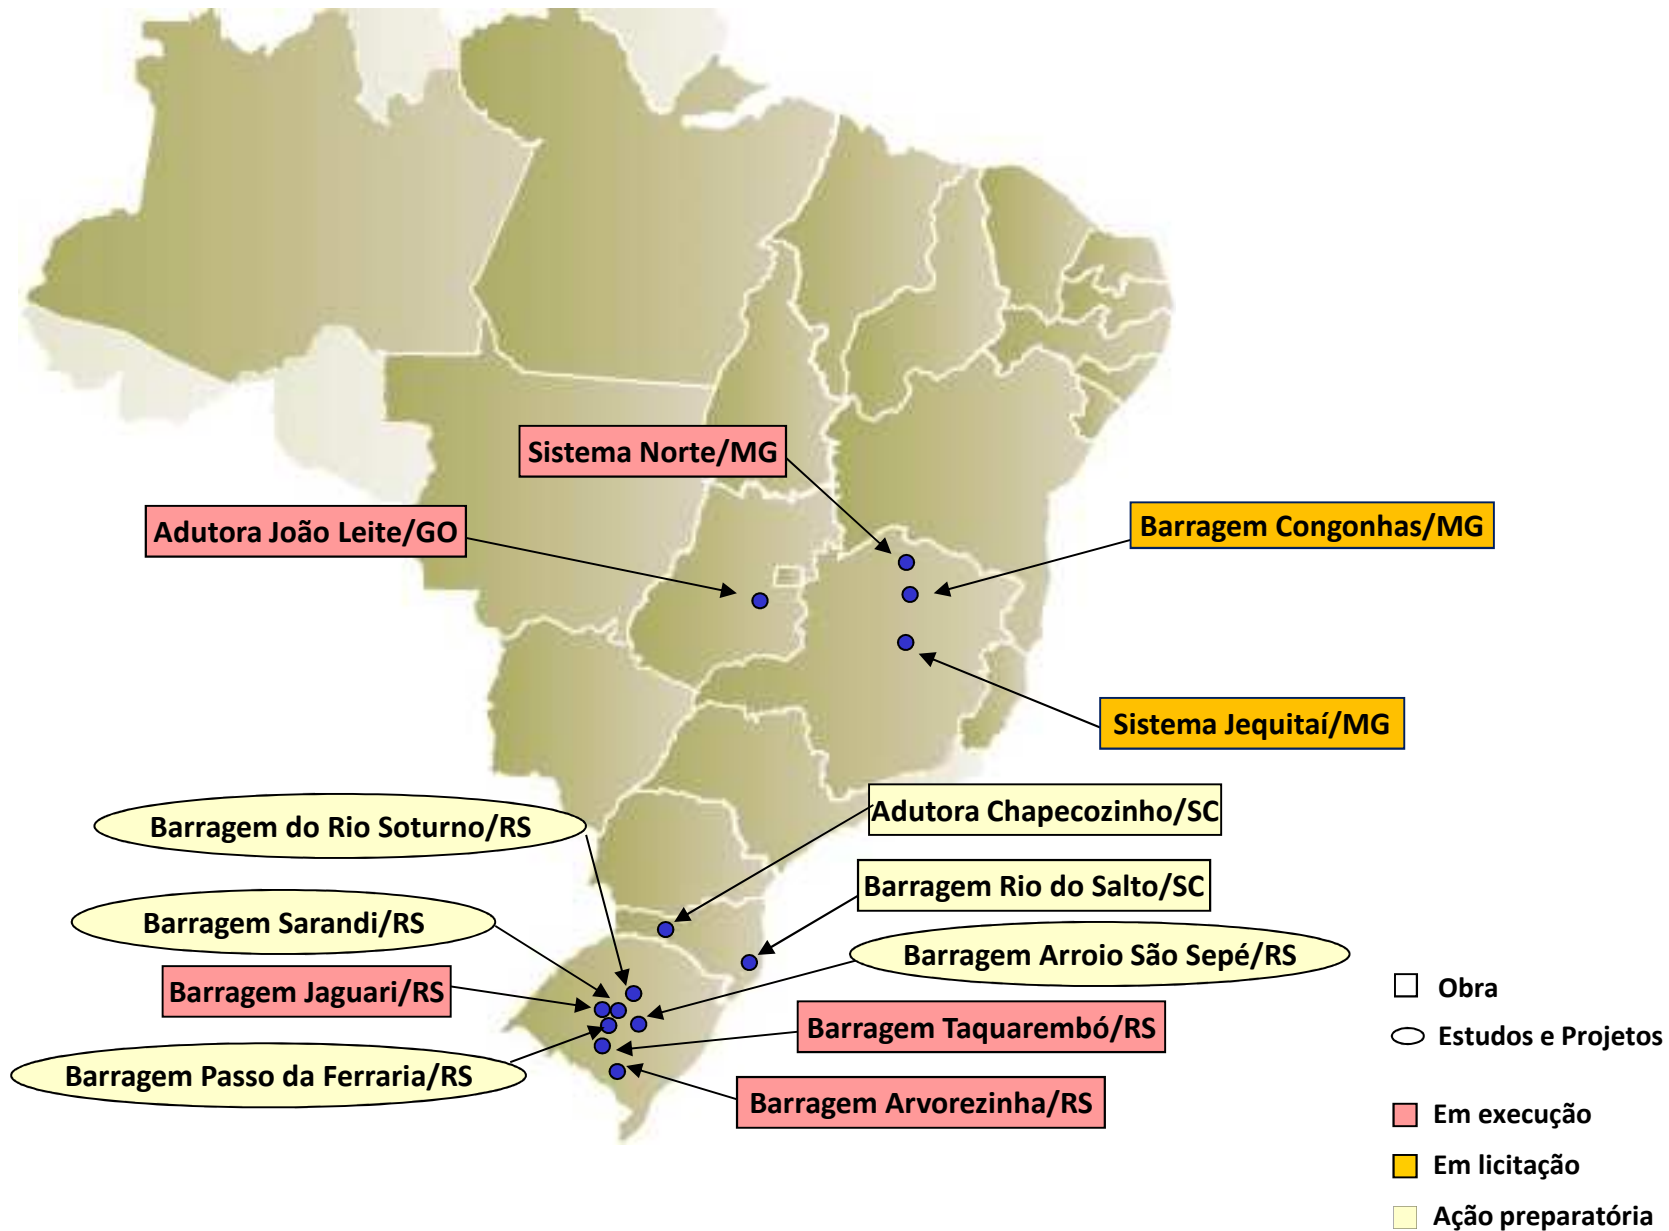 Sistema Norte/MG
Adutora João Leite/GO
Barragem Congonhas/MG
Sistema Jequitaí/MG
Adutora Chapecozinho/SC
Barragem do Rio Soturno/RS
Barragem Rio do Salto/SC
Barragem Sarandi/RS
Barragem Arroio São Sepé/RS
Barragem Jaguari/RS
Barragem Taquarembó/RS
Barragem Passo da Ferraria/RS
Barragem Arvorezinha/RS
Obra
Estudos e Projetos
Em execução
Em licitação
Ação preparatória